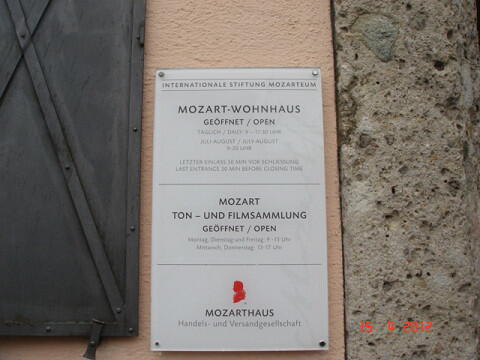 INTERNATIONALE STIFTUNG MOZARTEUM
MOZART-WOHNHAUS
GEÖFFNET / OPEN
TÄGLICH / DAILY: 9 – 17:30 UHR
JULI-AUGUST / JULY-AUGUST
9-20 UHR
LETZTER EINLASS 30 MIN VOR SCHLIESSUNG
LAST ENTRANCE 30 MIN BEFORE CLOSING TIME
MOZART
TON – UND FILMSAMMLUNG
GEÖFFNET / OPEN
Montag, Dienstag und Freitag: 9 -13 Uhr
Mittwoch, Donnerstag: 13-17 Uhr
MOZARTHAUS
Handels- und Versandgesellschaft